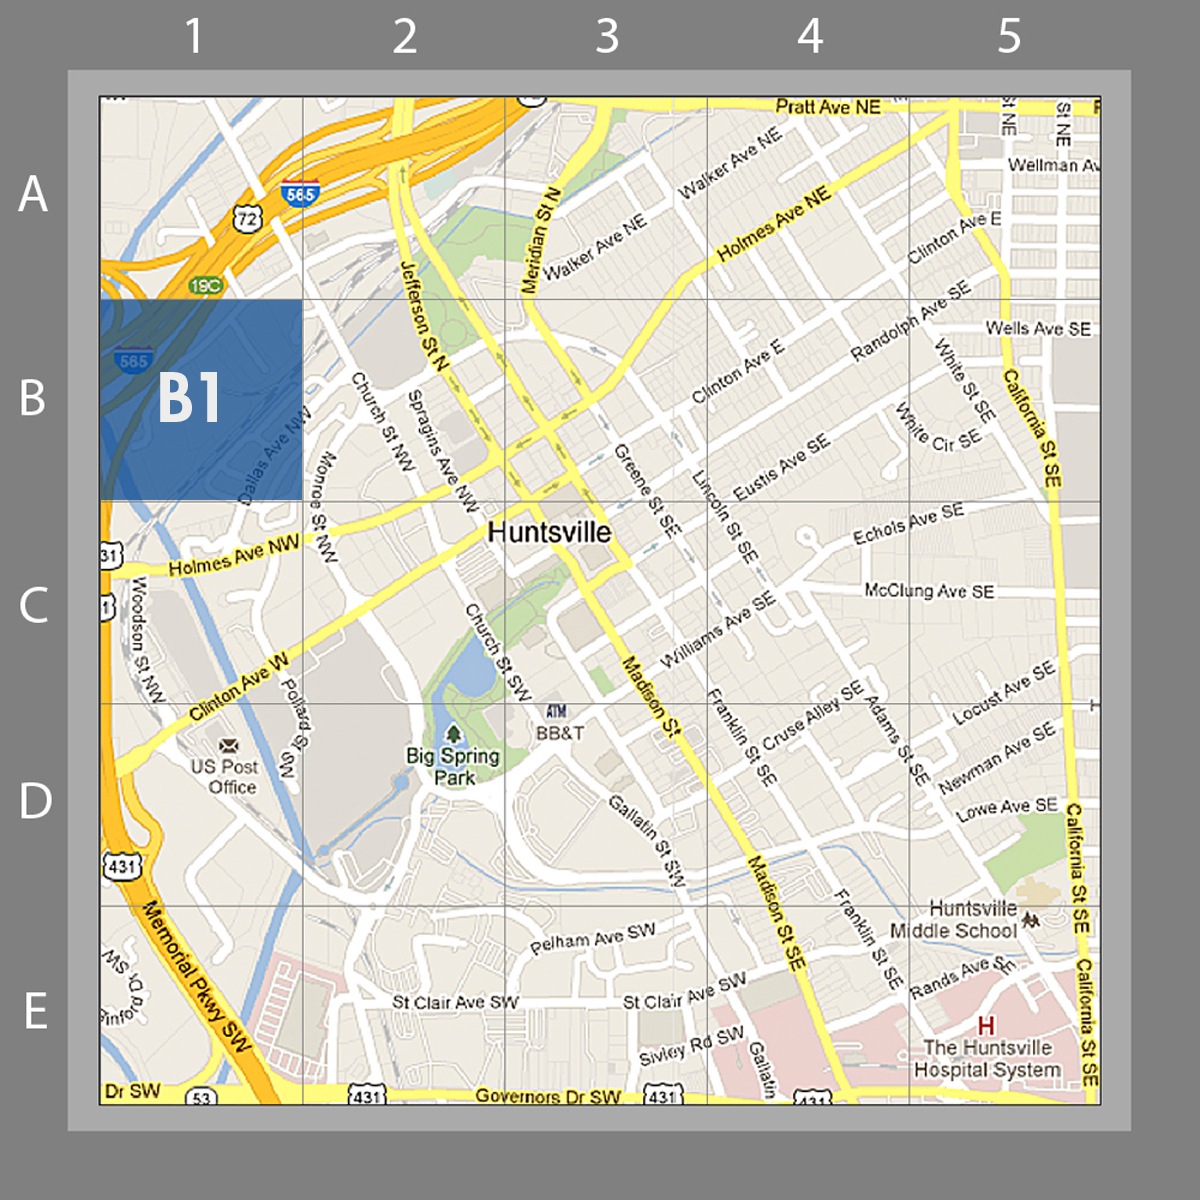 1 2 3 4 5
A
B
C
D
E
Pratt Ave NE
St NE
St NE
Wellman Av
Walker Ave NE
565
72
Holmes Ave NE
Meridian St N
Walker Ave NE
Clinton Ave E
19C
Jefferson St N
Randolph Ave SE
Wells Ave SE
565
B1
Clinton Ave E
White St SE
California St SE
Church St NW
Spragins Ave NW
White Cir SE
Dallas Ave NW
Monroe St NW
Greene St SE
Lincoln St SE
Eustis Ave SE
Huntsville
Echols Ave SE
31
Holmes Ave NW
Woodson St NW
McClung Ave SE
Church St SW
Williams Ave SE
Clinton Ave W
Pollard St SW
Madison St
Franklin St SE
Cruse Alley SE
Adams St SE
Locust Ave SE
ATM
BB&T
US Post
Office
Big Spring
Park
Newman Ave SE
Gallatin St SW
Lowe Ave SE
California St SE
431
Madison St SE
Franklin St SE
Huntsville
Middle School
Memorial Pkwy SW
Pelham Ave SW
Rands Ave S
St Clair Ave SW
St Clair Ave SW
California St SE
Dr SW
H
The Huntsville
Hospital System
Sivley Rd SW
Gallatin
Dr SW
53
431
Governors Dr SW
431
431